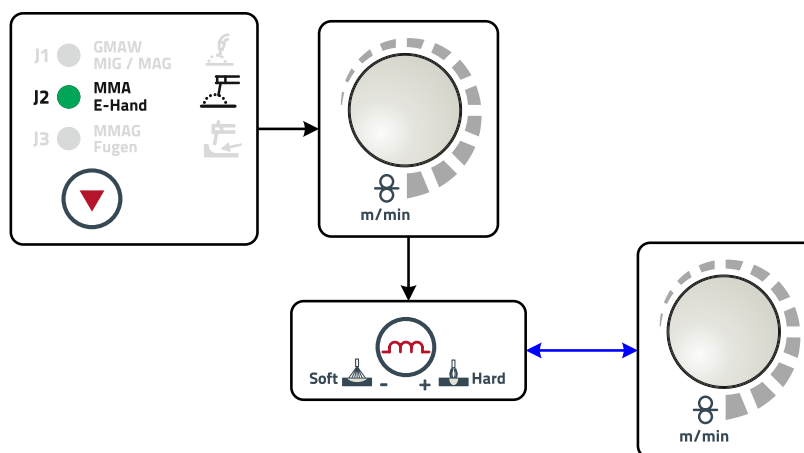 J1 GMAW
MIG / MAG
J2 MMA
E-Hand
J3 MMAG
Fugen
m/min
Soft - + Hard
m/min